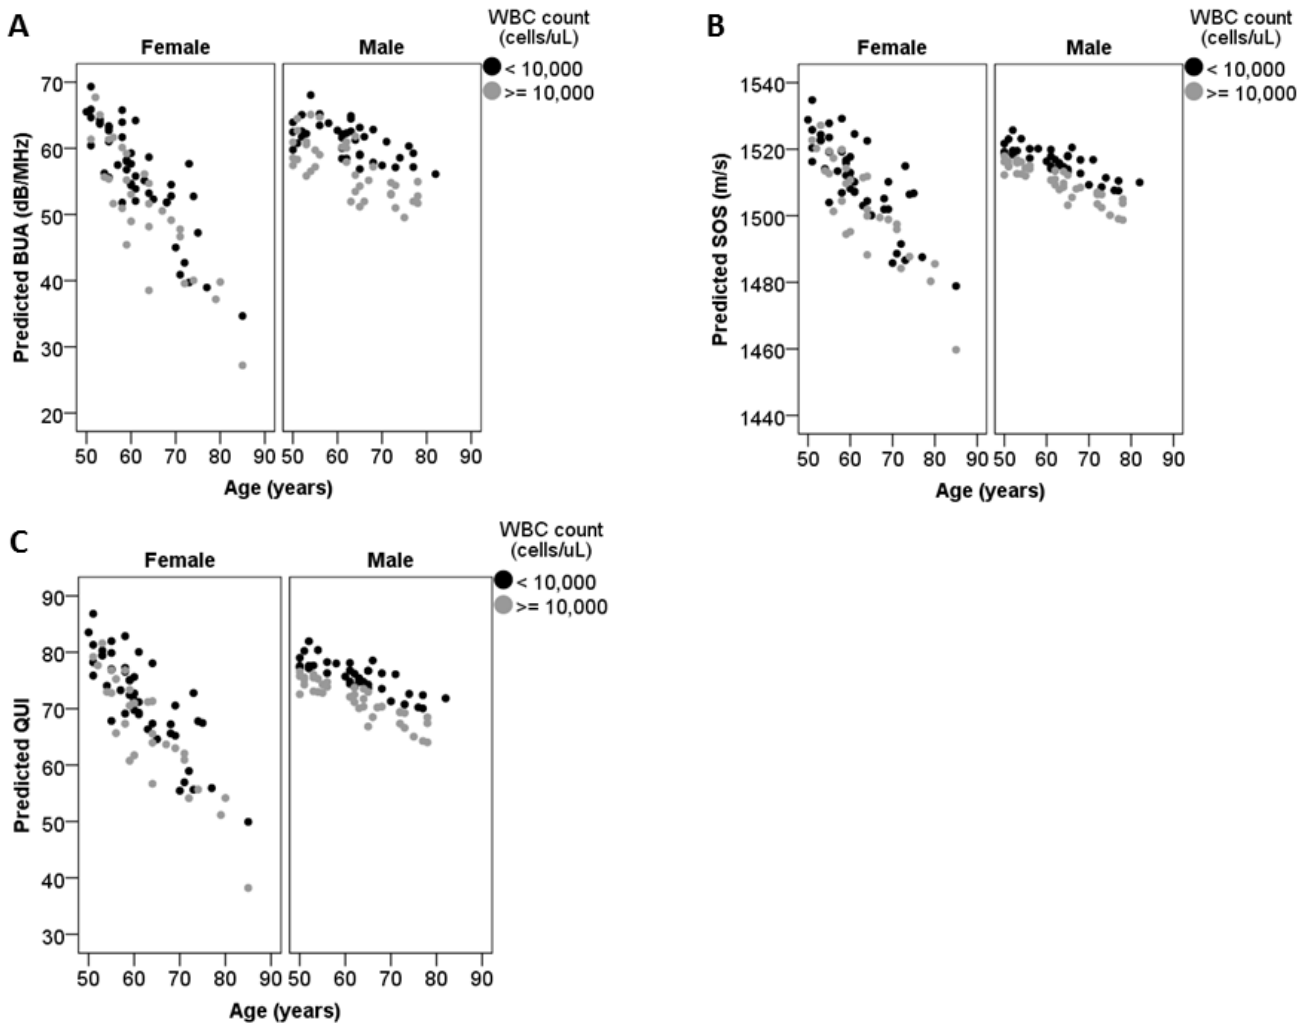 A
Female
Male
WBC count
(cells/uL)
< 10,000
>= 10,000
Predicted BUA (dB/MHz)
70
60
50
40
30
20
50 60 70 80 90
50 60 70 80 90
Age (years)
B
Female
Male
WBC count
(cells/uL)
< 10,000
>= 10,000
Predicted SOS (m/s)
1540
1520
1500
1480
1460
1440
50 60 70 80 90
50 60 70 80 90
Age (years)
C
Female
Male
WBC count
(cells/uL)
< 10,000
>= 10,000
Predicted QUI
90
80
70
60
50
40
30
50 60 70 80 90
50 60 70 80 90
Age (years)